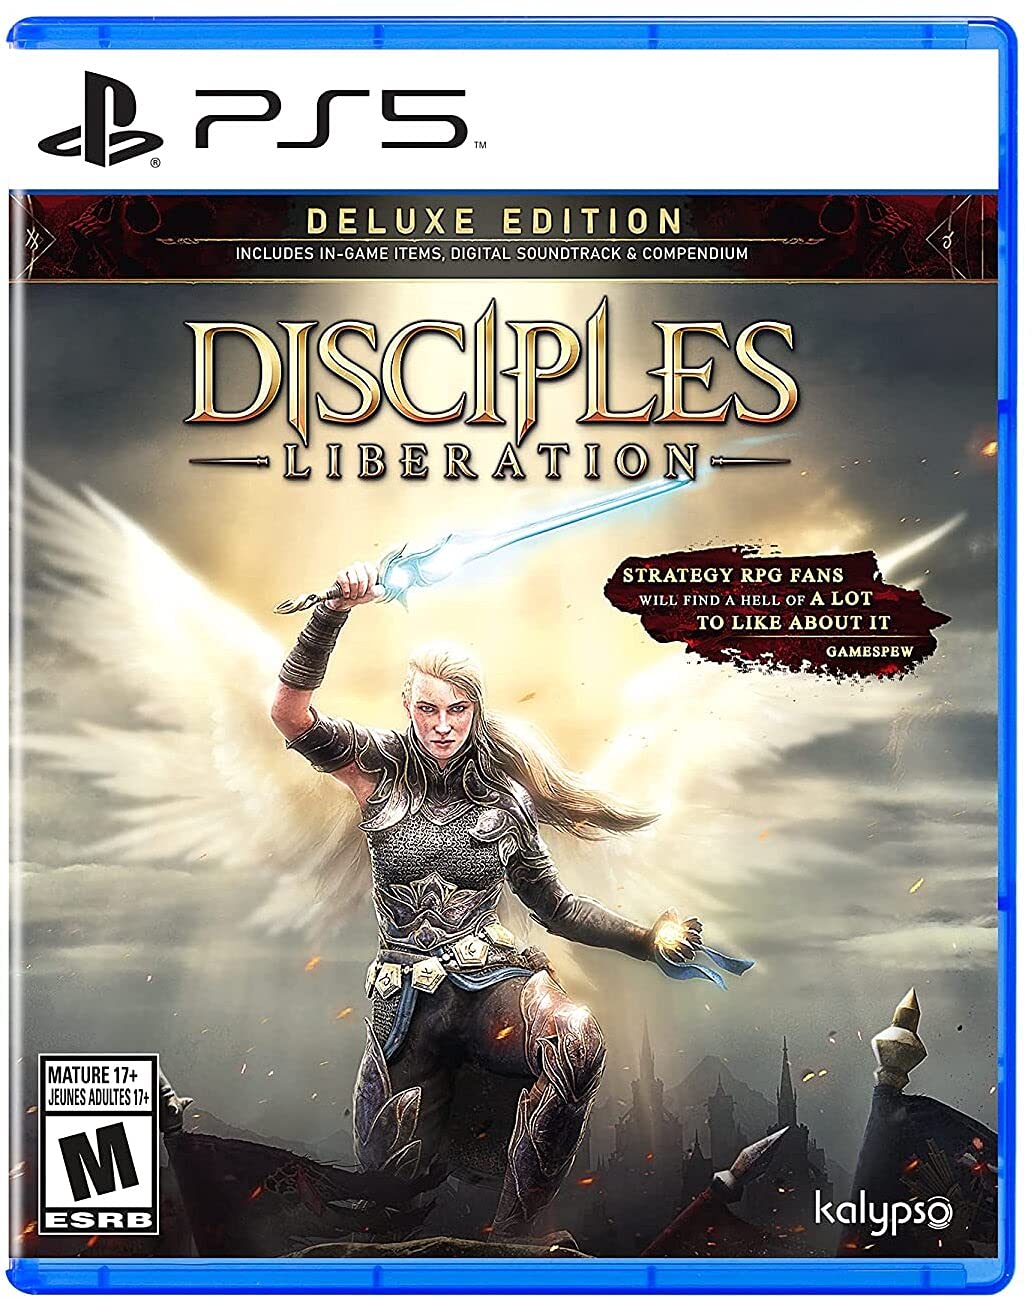 PS5™
DELUXE EDITION
INCLUDES IN-GAME ITEMS, DIGITAL SOUNDTRACK & COMPENDIUM
DISCIPLES
LIBERATION
STRATEGY RPG FANS
WILL FIND A HELL OF A LOT
TO LIKE ABOUT IT
GAMESPEW
MATURE 17+
JEUNES ADULTES 17+
M
ESRB
kalypso